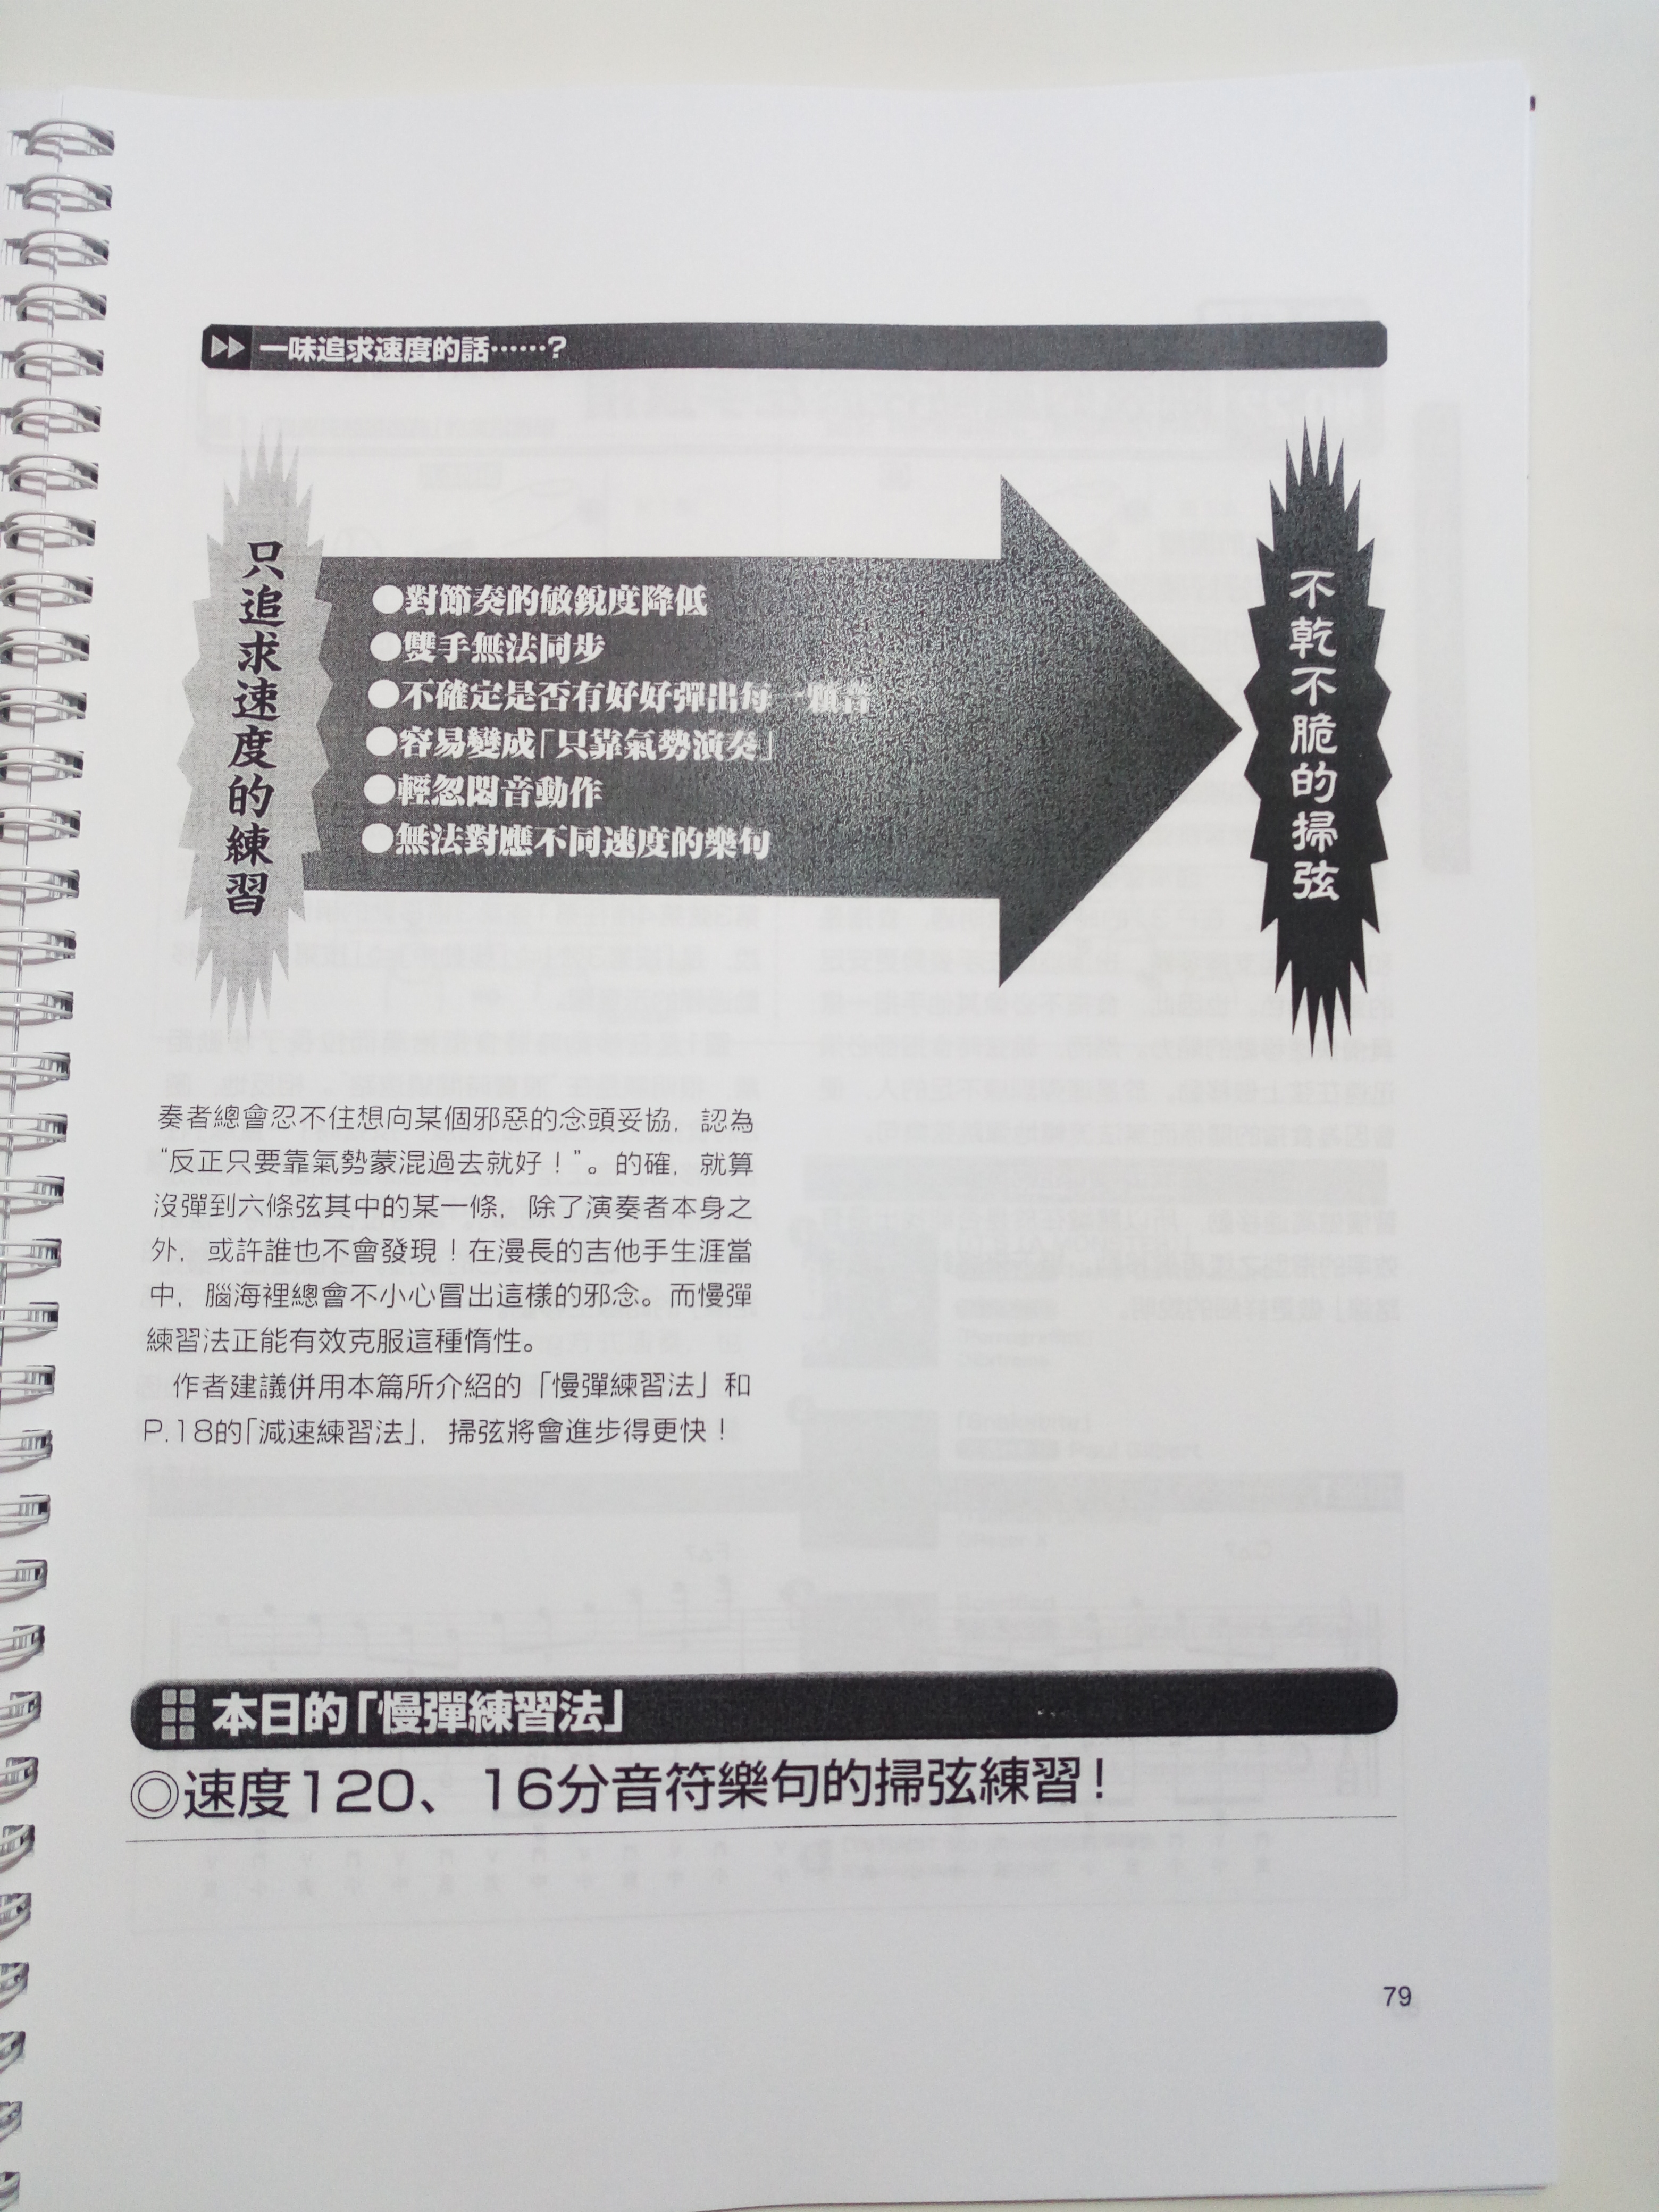 一味追求速度的話……?
只追求速度的練習
●對節奏的敏銳度降低
●雙手無法同步
●不確定是否有好好彈出每一顆音
●容易變成「只靠氣勢演奏」
●輕忽悶音動作
●無法對應不同速度的樂句
不乾不脆的掃弦
奏者總會忍不住想向某個邪惡的念頭妥協，認為
“反正只要靠氣勢蒙混過去就好！”。的確，就算
沒彈到六條弦其中的某一條，除了演奏者本身之
外，或許誰也不會發現！在漫長的吉他手生涯當
中，腦海裡總會不小心冒出這樣的邪念。而慢彈
練習法正能有效克服這種惰性。
作者建議併用本篇所介紹的「慢彈練習法」和
P.18的「減速練習法」，掃弦將會進步得更快！
本日的「慢彈練習法」
◎速度120、16分音符樂句的掃弦練習！
79